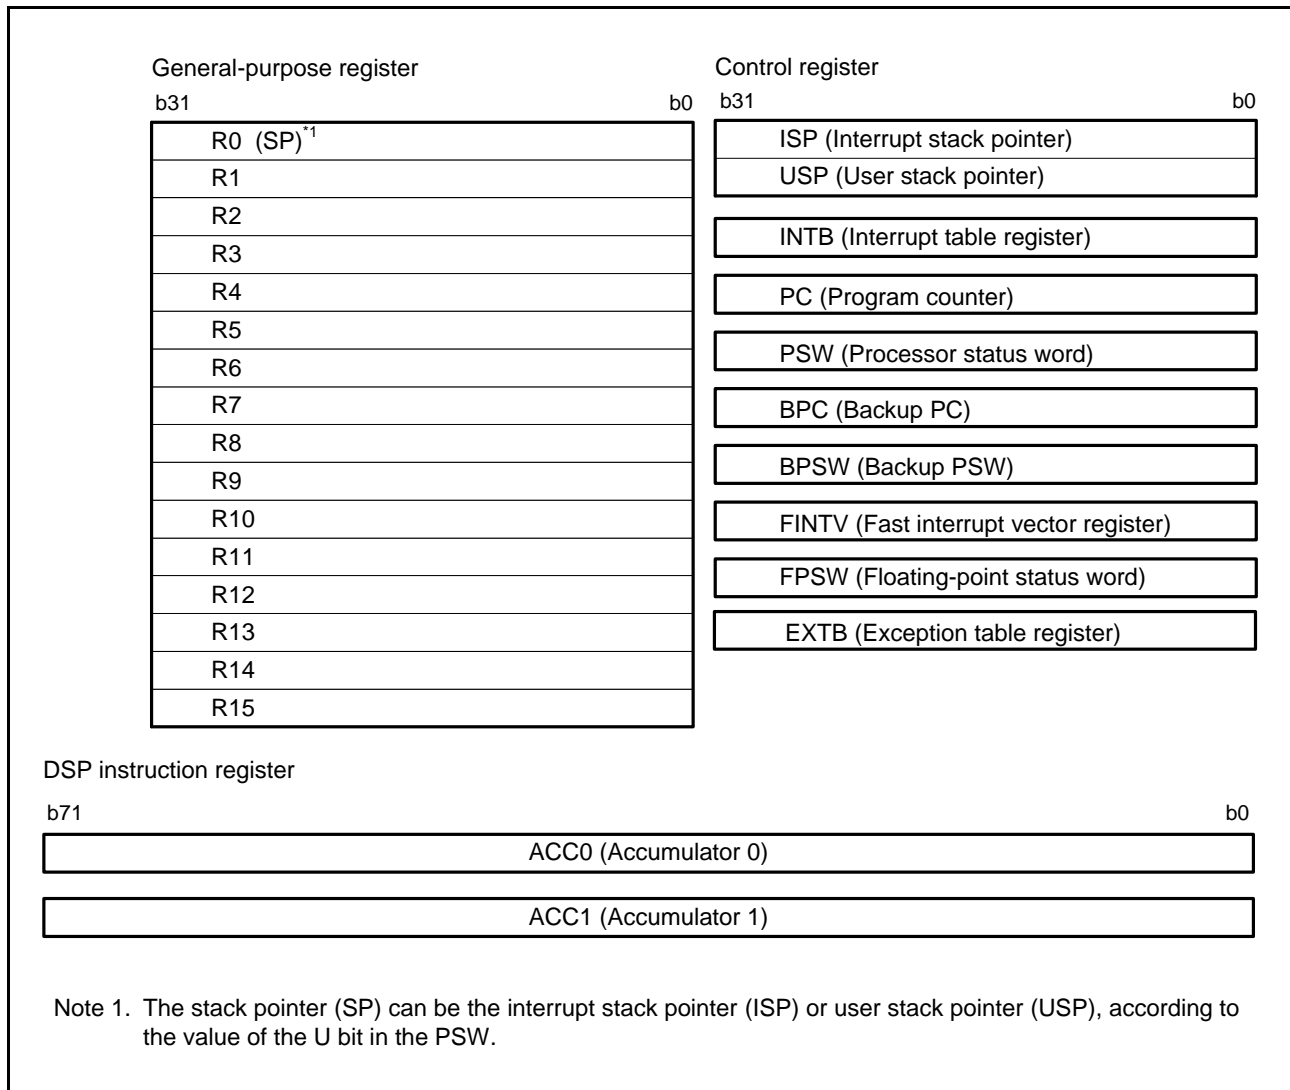 General-purpose register
b31 b0
R0 (SP)*1
R1
R2
R3
R4
R5
R6
R7
R8
R9
R10
R11
R12
R13
R14
R15
Control register
b31 b0
ISP (Interrupt stack pointer)
USP (User stack pointer)
INTB (Interrupt table register)
PC (Program counter)
PSW (Processor status word)
BPC (Backup PC)
BPSW (Backup PSW)
FINTV (Fast interrupt vector register)
FPSW (Floating-point status word)
EXTB (Exception table register)
DSP instruction register
b71 b0
ACC0 (Accumulator 0)
ACC1 (Accumulator 1)
Note 1. The stack pointer (SP) can be the interrupt stack pointer (ISP) or user stack pointer (USP), according to
the value of the U bit in the PSW.